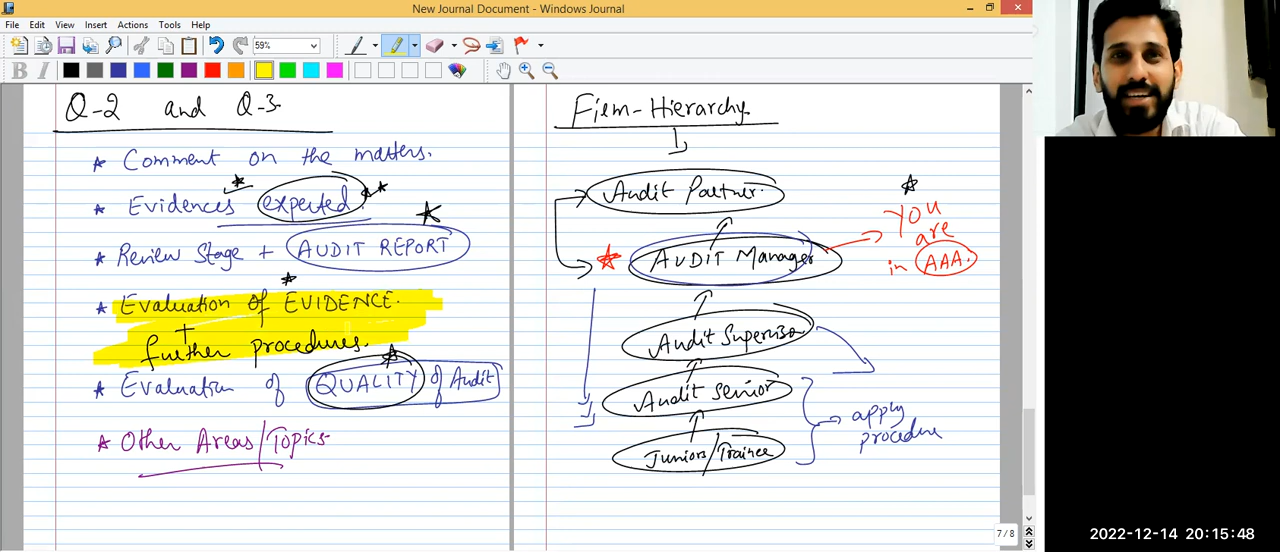 New Journal Document - Windows Journal
File Edit View Insert Actions Tools Help
59%
B I
Q-2 and Q-3
* Comment on the matters.
* Evidences expected
* Review Stage + AUDIT REPORT
* Evaluation of EVIDENCE.
+
further procedures.
* Evaluation of QUALITY of Audit
* Other Areas/Topics
Firm-Hierarchy
Audit Partner
AUDIT Manager
You
are
in AAA.
Audit Supervisor
Audit Senior
Juniors/Trainee
apply
procedure
7 / 8
2022-12-14 20:15:48